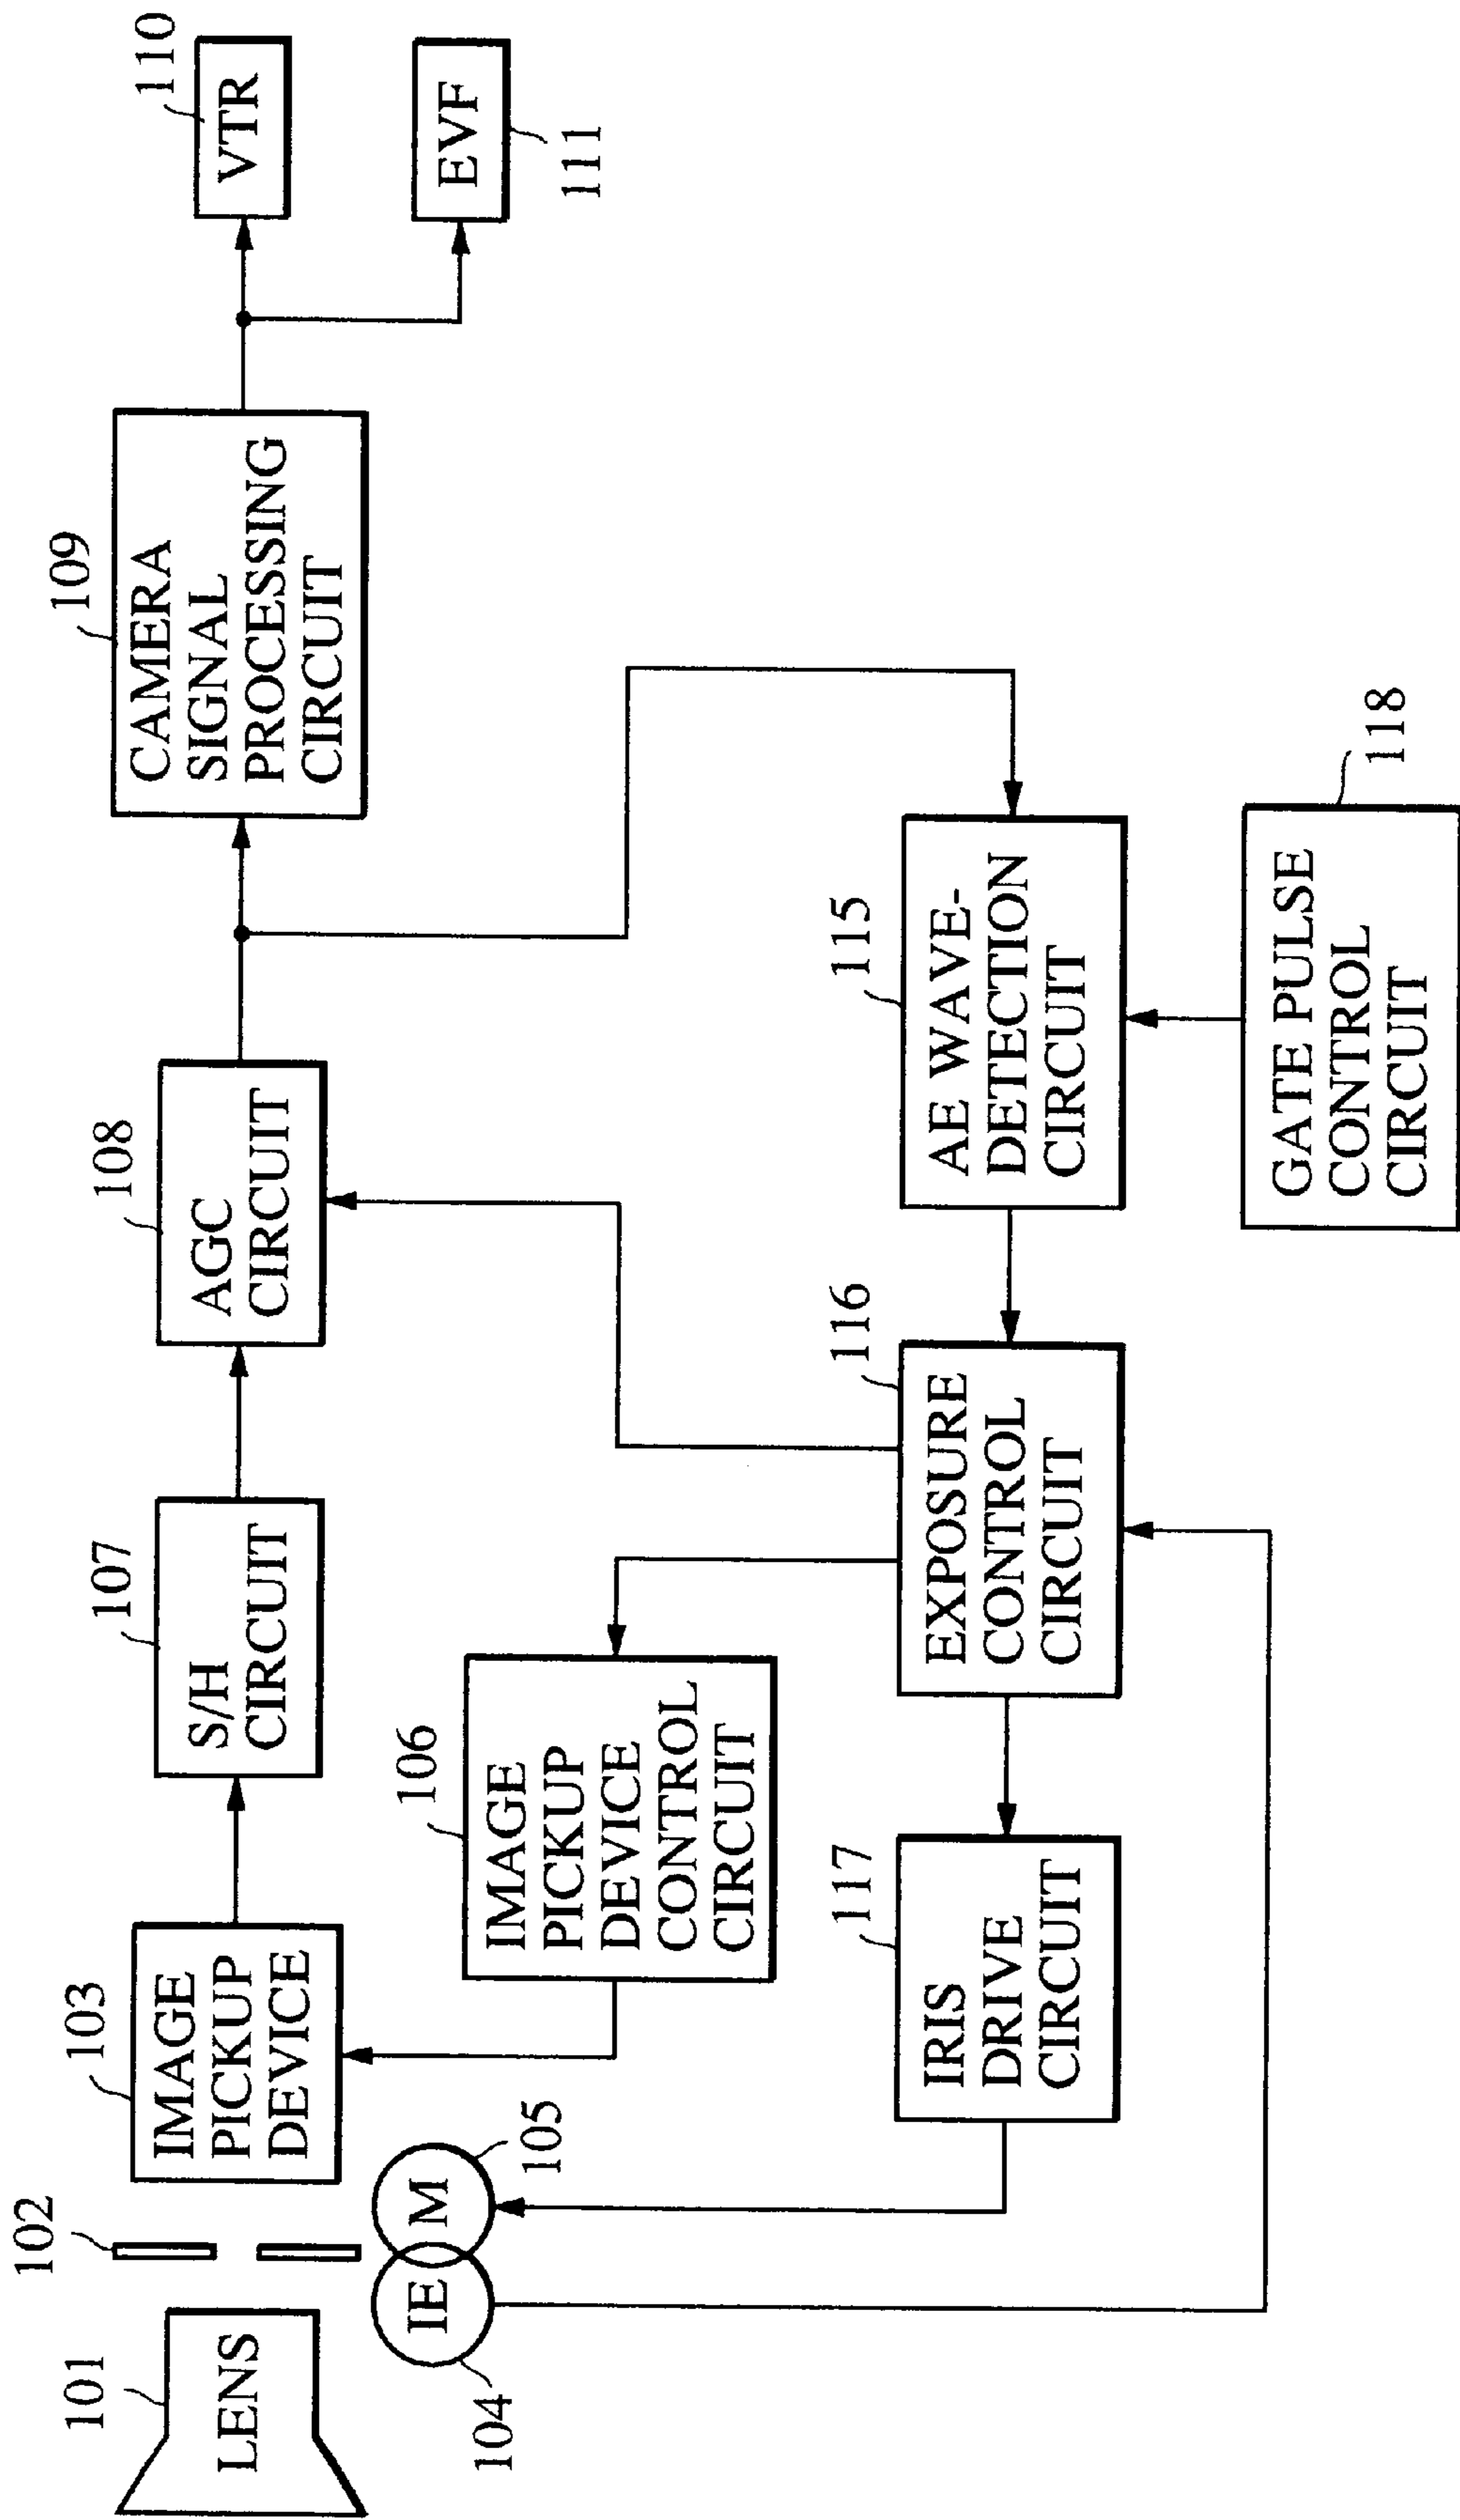 101
LENS
102
103
IMAGE
PICKUP
DEVICE
104
IE
M
105
106
IMAGE
PICKUP
DEVICE
CONTROL
CIRCUIT
107
S/H
CIRCUIT
108
AGC
CIRCUIT
109
CAMERA
SIGNAL
PROCESSING
CIRCUIT
110
VTR
EVF
111
117
IRIS
DRIVE
CIRCUIT
116
EXPOSURE
CONTROL
CIRCUIT
115
AE WAVE-
DETECTION
CIRCUIT
118
GATE PULSE
CONTROL
CIRCUIT